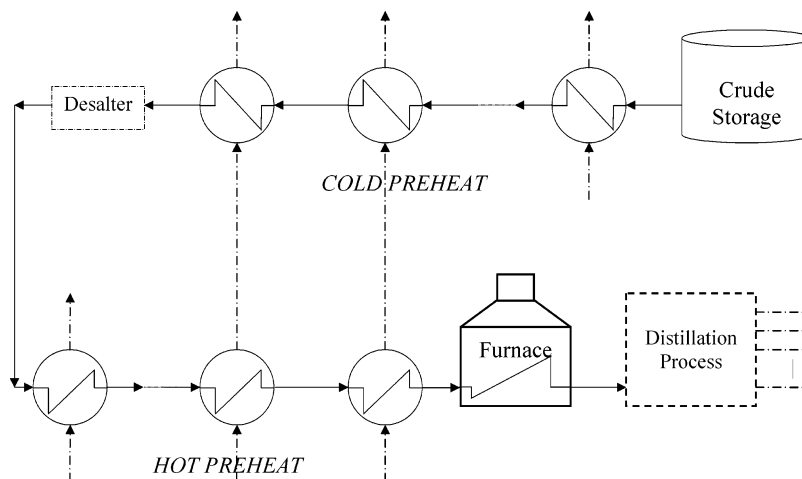 Desalter
Crude
Storage
COLD PREHEAT
Furnace
Distillation
Process
HOT PREHEAT